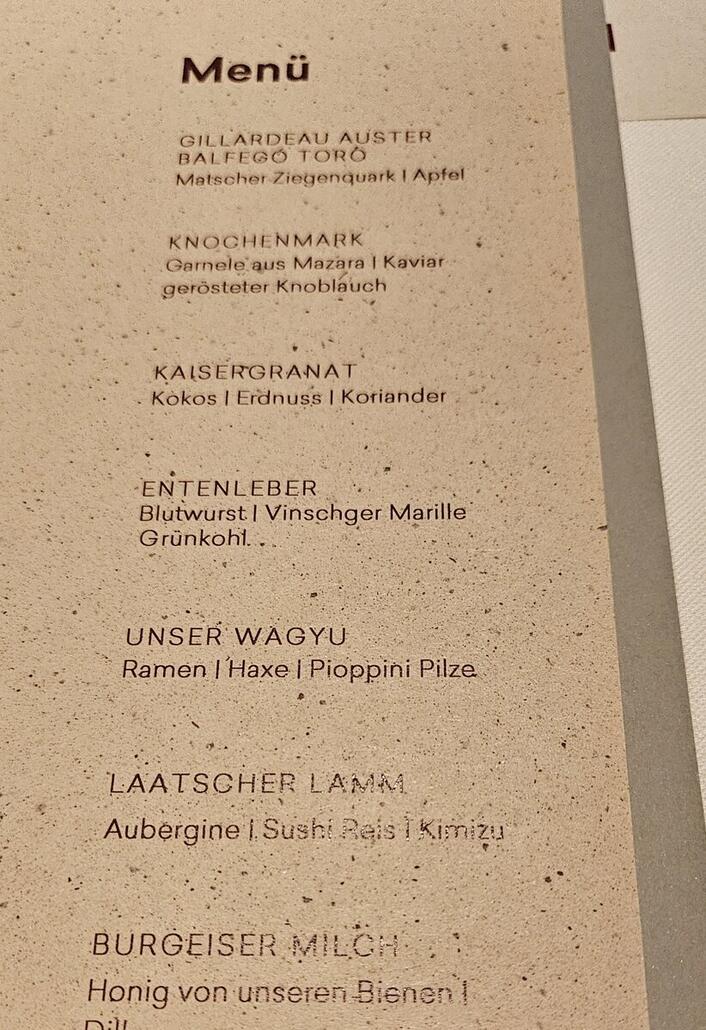 Menü
GILLARDEAU AUSTER
BALFEGÓ TORÓ
Matscher Ziegenquark | Apfel
KNOCHENMARK
Garnele aus Mazara | Kaviar
gerösteter Knoblauch
KAISERGRANAT
Kokos | Erdnuss | Koriander
ENTENLEBER
Blutwurst | Vinschger Marille
Grünkohl
UNSER WAGYU
Ramen | Haxe | Pioppini Pilze
LAATSCHER LAMM
Aubergine | Sushi Reis | Kimizu
BURGEISER MILCH
Honig von unseren Bienen |
Dill